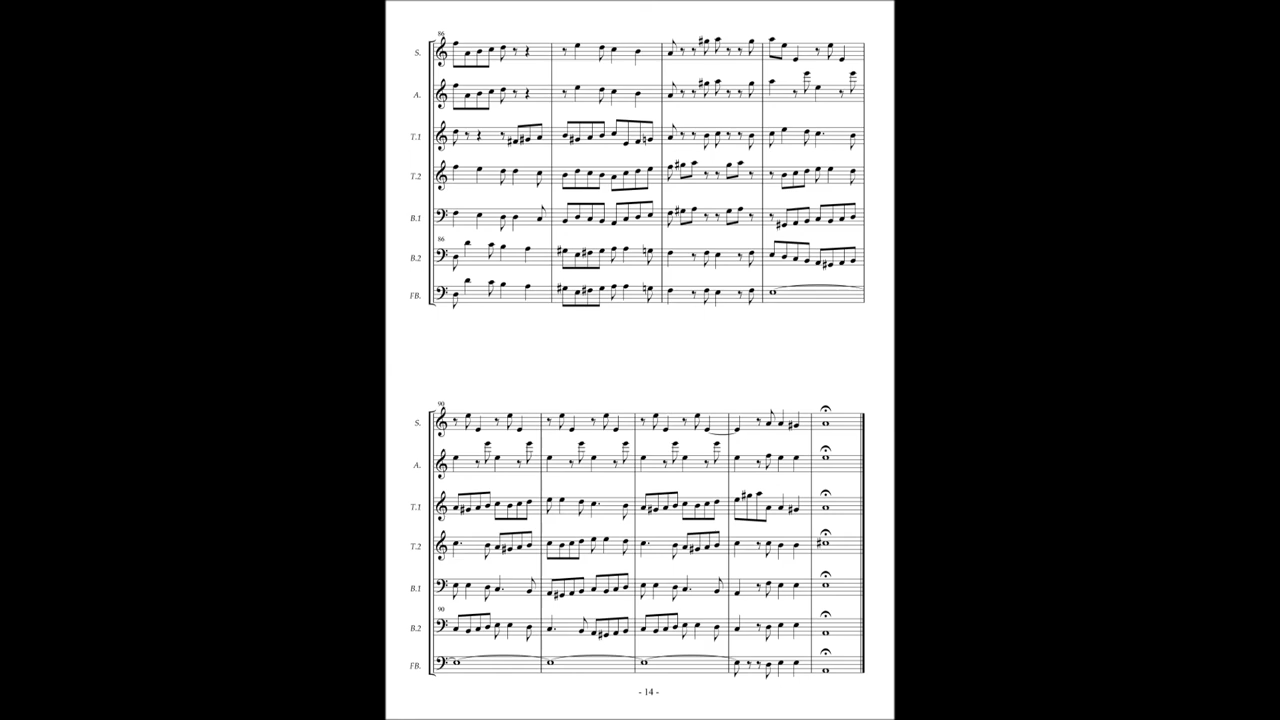 86
S.
A.
T.1
T.2
B.1
86
B.2
FB.
90
S.
A.
T.1
T.2
B.1
90
B.2
FB.
- 14 -